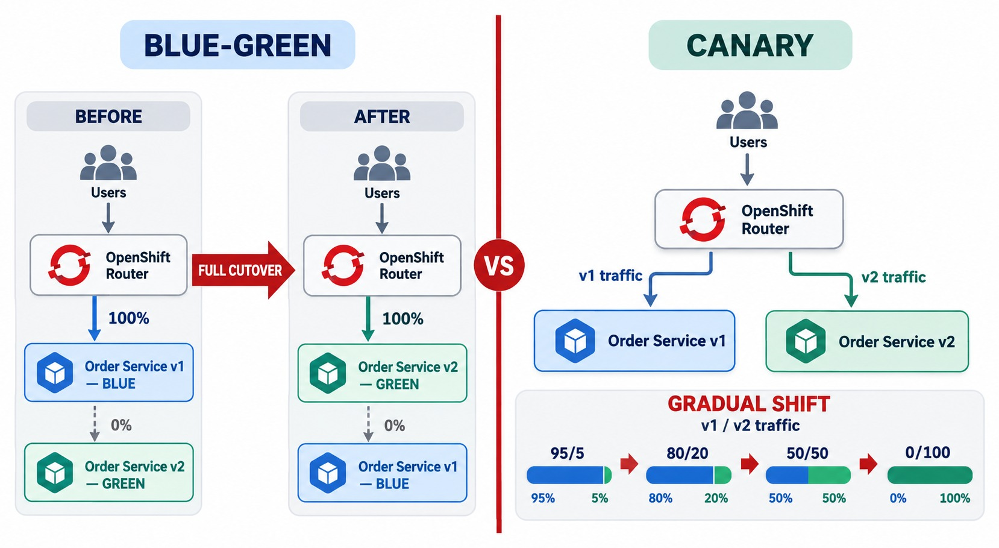 BLUE-GREEN
BEFORE
Users
OpenShift
Router
100%
Order Service v1
— BLUE
0%
Order Service v2
— GREEN
FULL CUTOVER
AFTER
Users
OpenShift
Router
100%
Order Service v2
— GREEN
0%
Order Service v1
— BLUE
VS
CANARY
Users
OpenShift
Router
v1 traffic
v2 traffic
Order Service v1
Order Service v2
GRADUAL SHIFT
v1 / v2 traffic
95/5
80/20
50/50
0/100
95%
5%
80%
20%
50%
50%
0%
100%